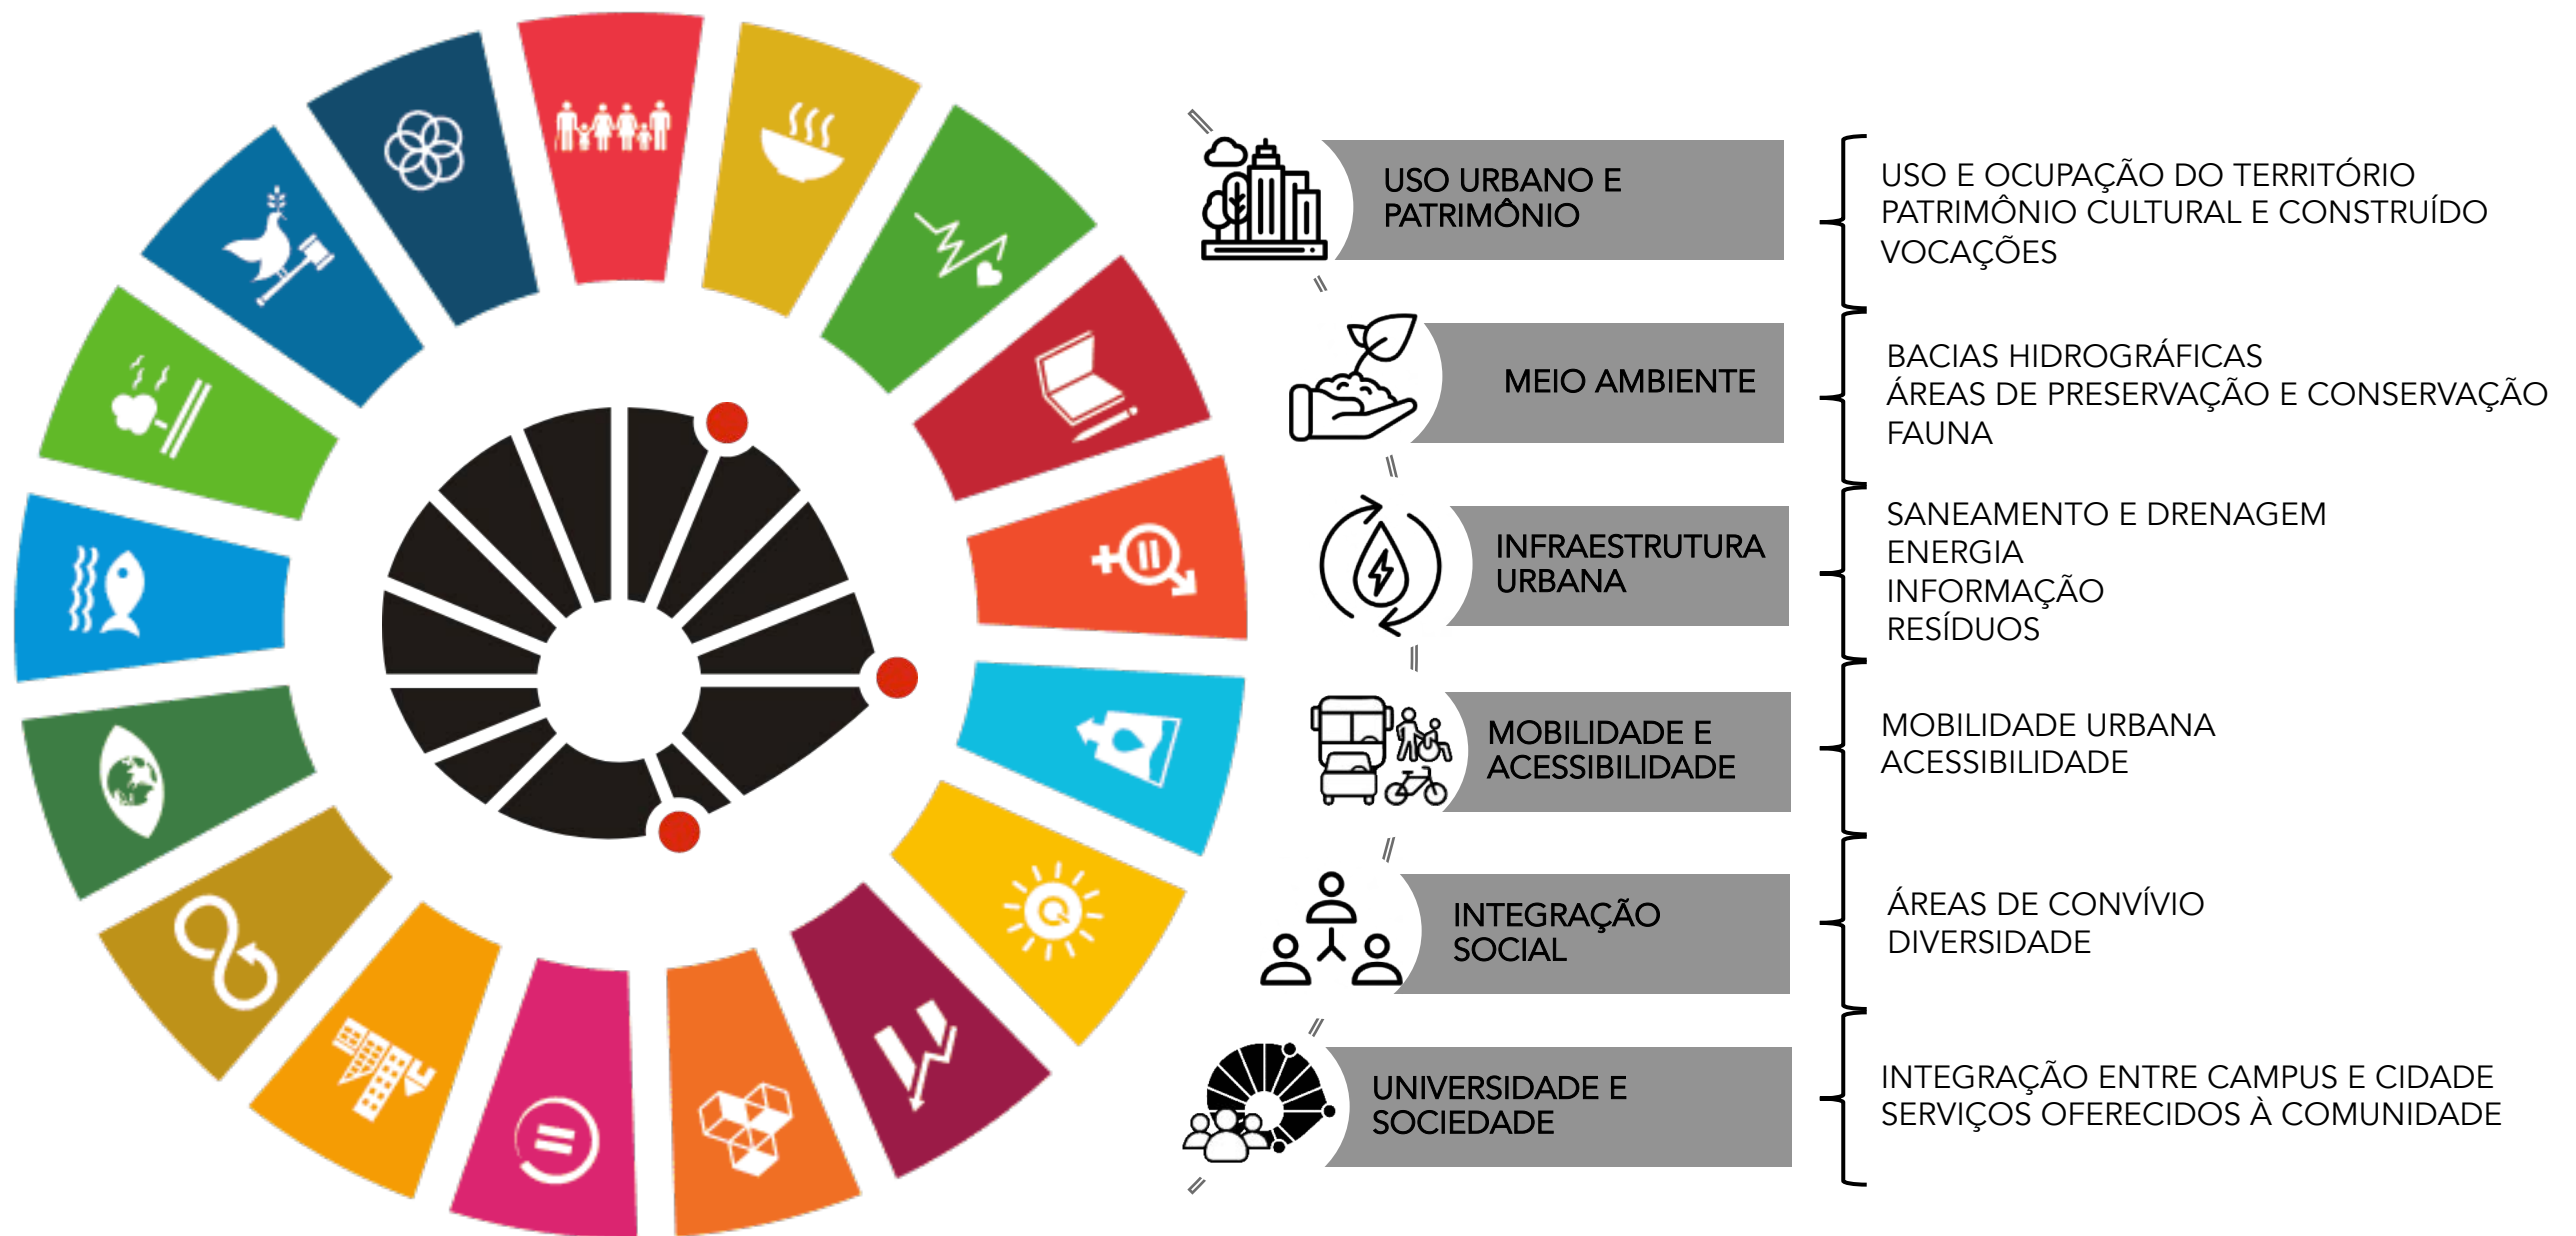 USO URBANO E
PATRIMÔNIO
USO E OCUPAÇÃO DO TERRITÓRIO
PATRIMÔNIO CULTURAL E CONSTRUÍDO
VOCAÇÕES
MEIO AMBIENTE
BACIAS HIDROGRÁFICAS
ÁREAS DE PRESERVAÇÃO E CONSERVAÇÃO
FAUNA
INFRAESTRUTURA
URBANA
SANEAMENTO E DRENAGEM
ENERGIA
INFORMAÇÃO
RESÍDUOS
MOBILIDADE E
ACESSIBILIDADE
MOBILIDADE URBANA
ACESSIBILIDADE
INTEGRAÇÃO
SOCIAL
ÁREAS DE CONVÍVIO
DIVERSIDADE
UNIVERSIDADE E
SOCIEDADE
INTEGRAÇÃO ENTRE CAMPUS E CIDADE
SERVIÇOS OFERECIDOS À COMUNIDADE